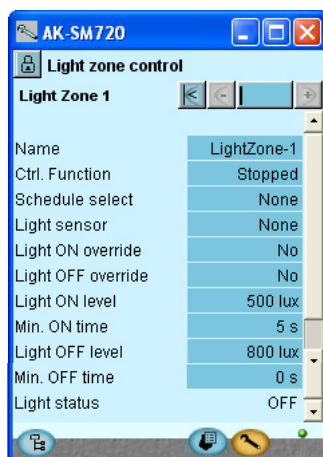 AK-SM720
Light zone control
Light Zone 1
Name LightZone-1
Ctrl. Function Stopped
Schedule select None
Light sensor None
Light ON override No
Light OFF override No
Light ON level 500 lux
Min. ON time 5 s
Light OFF level 800 lux
Min. OFF time 0 s
Light status OFF